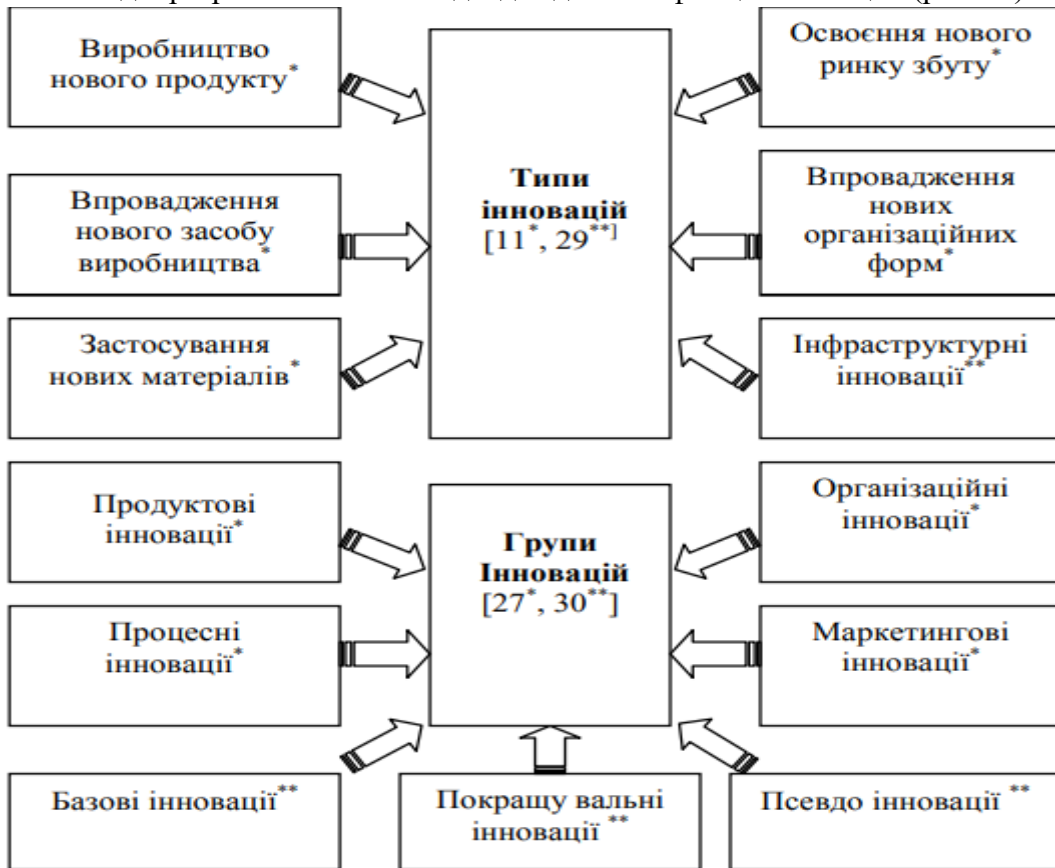 Виробництво
нового продукту*
Впровадження
нового засобу
виробництва*
Застосування
нових матеріалів*
Типи
інновацій
[11*, 29**]
Освоєння нового
ринку збуту*
Впровадження
нових
організаційних
форм*
Інфраструктурні
інновації**
Продуктові
інновації*
Процесні
інновації*
Групи
Інновацій
[27*, 30**]
Організаційні
інновації*
Маркетингові
інновації*
Базові інновації**
Покращу вальні
інновації **
Псевдо інновації **